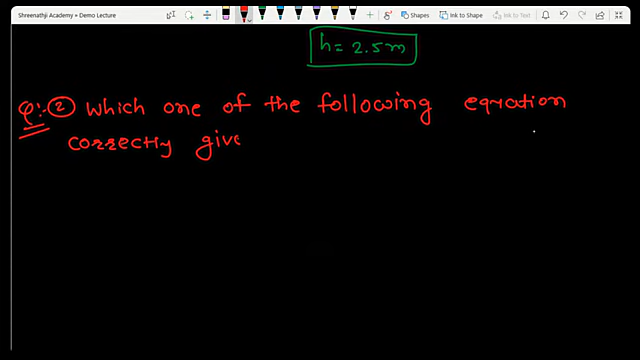 Shreenathji Academy » Demo Lecture
Shapes
Ink to Shape
Ink to Text
h = 2.5 m
Q:- 2 Which one of the following equation
correctly give